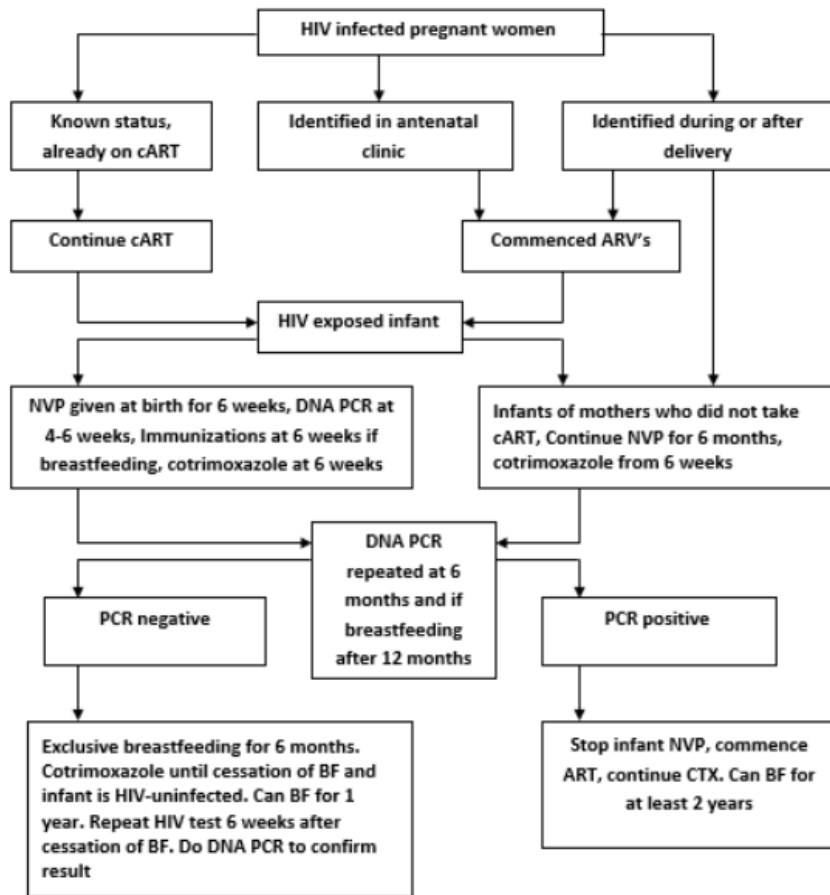 HIV infected pregnant women
Known status,
already on cART
Identified in antenatal
clinic
Identified during or after
delivery
Continue cART
Commenced ARV's
HIV exposed infant
NVP given at birth for 6 weeks, DNA PCR at
4-6 weeks, Immunizations at 6 weeks if
breastfeeding, cotrimoxazole at 6 weeks
Infants of mothers who did not take
cART, Continue NVP for 6 months,
cotrimoxazole from 6 weeks
DNA PCR
repeated at 6
months and if
breastfeeding
after 12 months
PCR negative
PCR positive
Exclusive breastfeeding for 6 months.
Cotrimoxazole until cessation of BF and
infant is HIV-uninfected. Can BF for 1
year. Repeat HIV test 6 weeks after
cessation of BF. Do DNA PCR to confirm
result
Stop infant NVP, commence
ART, continue CTX. Can BF for
at least 2 years